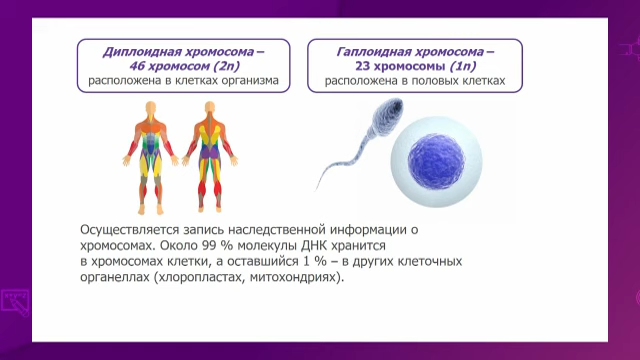 Диплоидная хромосома –
46 хромосом (2n)
расположена в клетках организма
Гаплоидная хромосома –
23 хромосомы (1n)
расположена в половых клетках
Осуществляется запись наследственной информации о
хромосомах. Около 99 % молекулы ДНК хранится
в хромосомах клетки, а оставшийся 1 % – в других клеточных
органеллах (хлоропластах, митохондриях).